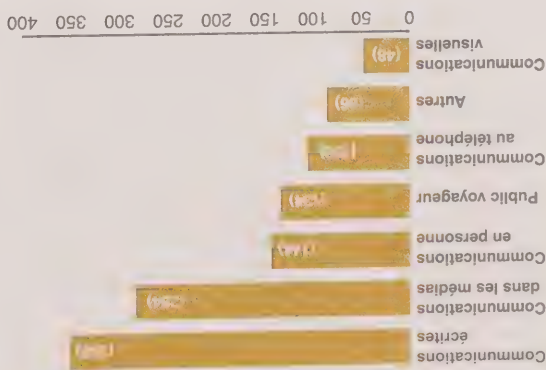 Communications
écrites
Communications
dans les médias
Communications
en personne
Public voyageur
Communications
au téléphone
Autres
Communications
visuelles
(48)
0 50 100 150 200 250 300 350 400